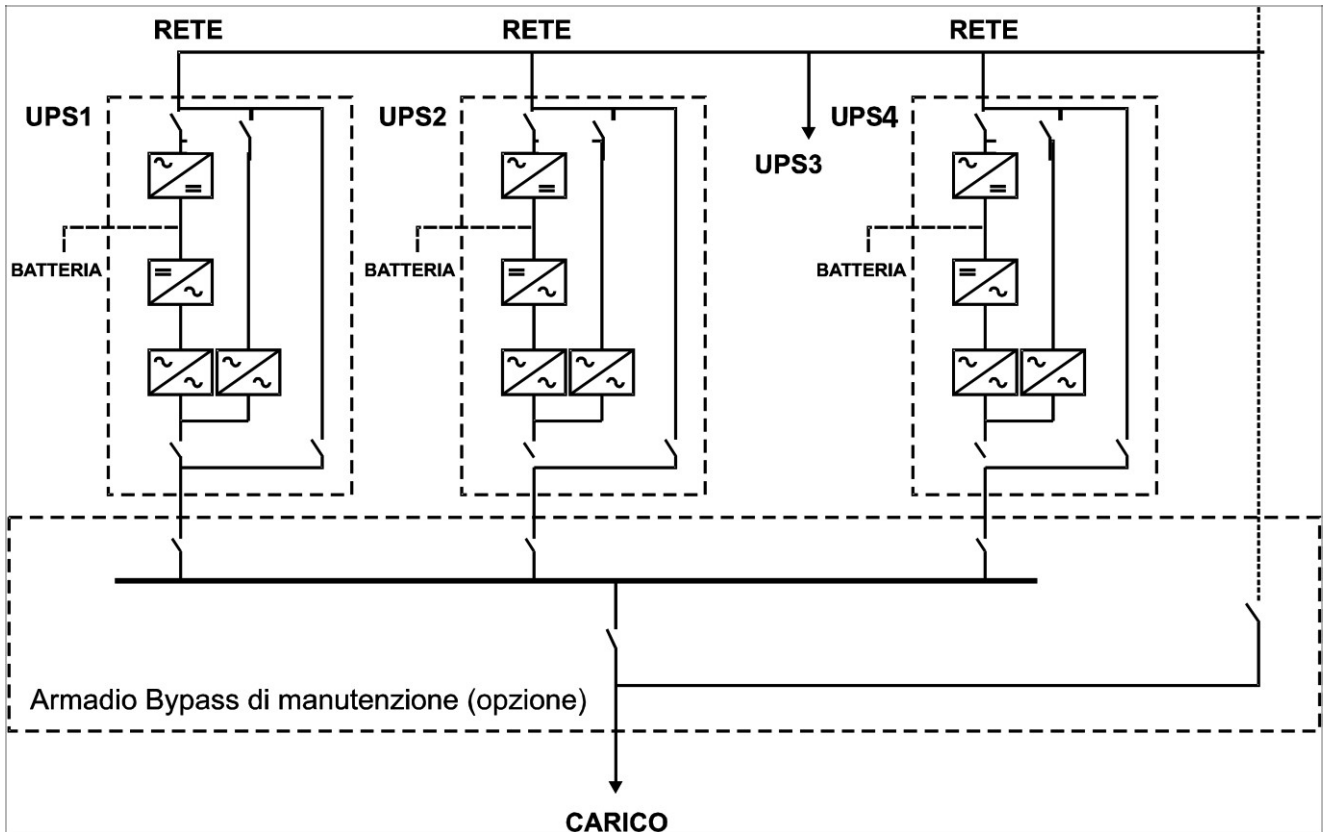 RETE
RETE
RETE
UPS1
UPS2
UPS4
UPS3
BATTERIA
BATTERIA
BATTERIA
Armadio Bypass di manutenzione (opzione)
CARICO